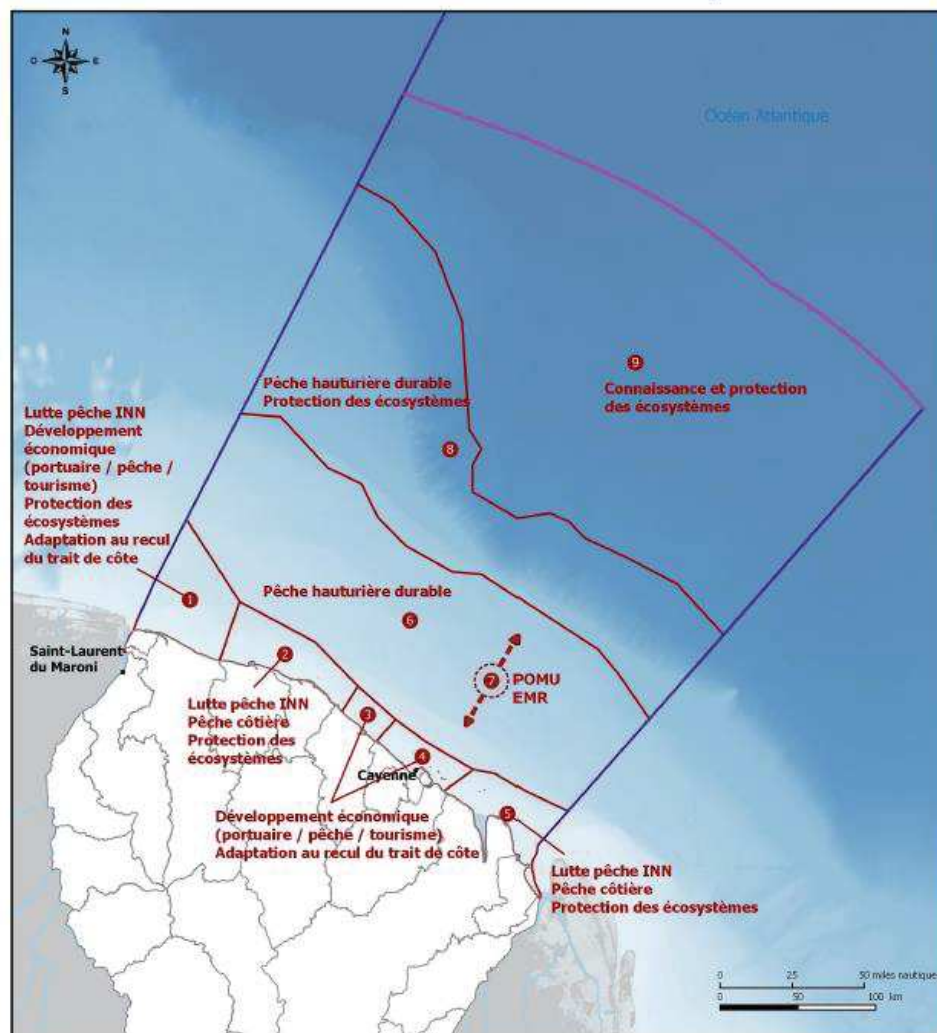 N
O
E
S
Océan Atlantique
9
Connaissance et protection
des écosystèmes
Pêche hauturière durable
Protection des écosystèmes
8
Lutte pêche INN
Développement
économique
(portuaire / pêche /
tourisme)
Protection des
écosystèmes
Adaptation au recul
du trait de côte
1
Pêche hauturière durable
6
Saint-Laurent
du Maroni
2
7
POMU
EMR
Lutte pêche INN
Pêche côtière
Protection des
écosystèmes
3
4
Cayenne
Développement économique
(portuaire / pêche / tourisme)
Adaptation au recul du trait de côte
5
Lutte pêche INN
Pêche côtière
Protection des écosystèmes
0 25 50 miles nautique
0 50 100 km